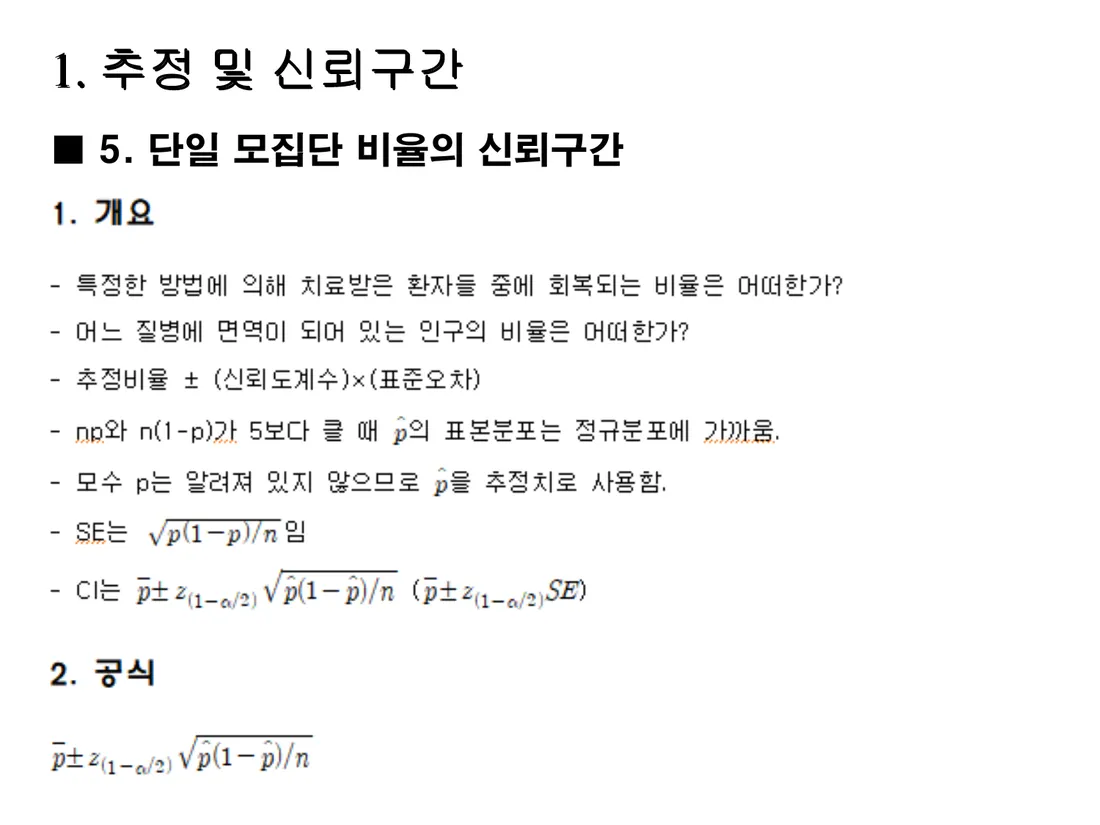 1. 추정 및 신뢰구간
■ 5. 단일 모집단 비율의 신뢰구간
1. 개요
- 특정한 방법에 의해 치료받은 환자들 중에 회복되는 비율은 어떠한가?
- 어느 질병에 면역이 되어 있는 인구의 비율은 어떠한가?
- 추정비율 ± (신뢰도계수)×(표준오차)
- np와 n(1-p)가 5보다 클 때 p̂의 표본분포는 정규분포에 가까움.
- 모수 p는 알려져 있지 않으므로 p̂을 추정치로 사용함.
- SE는 √p(1-p)/n임
- CI는 p̅±z(1-α/2)√p̂(1-p̂)/n (p̅±z(1-α/2)SE)
2. 공식
p̅±z(1-α/2)√p̂(1-p̂)/n